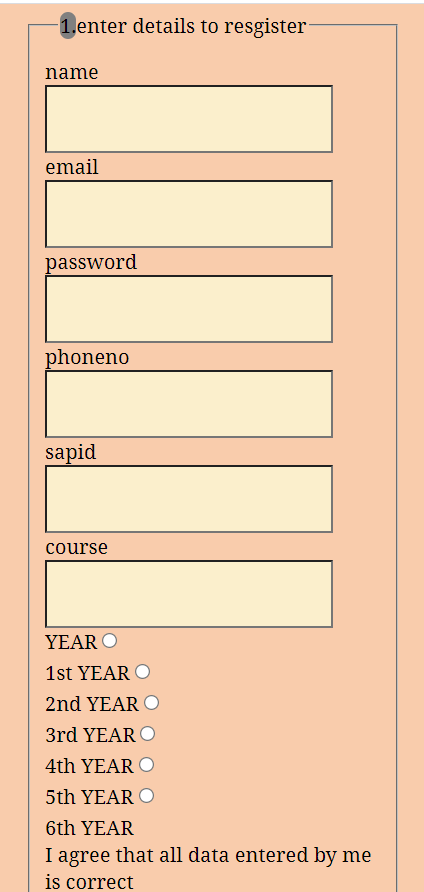 1.enter details to resgister
name
email
password
phoneno
sapid
course
YEAR
1st YEAR
2nd YEAR
3rd YEAR
4th YEAR
5th YEAR
6th YEAR
I agree that all data entered by me
is correct